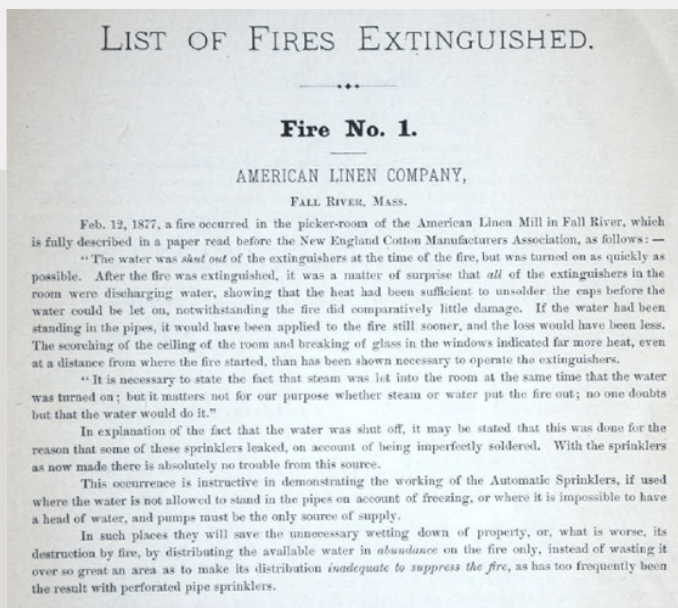 LIST OF FIRES EXTINGUISHED.
Fire No. 1.
AMERICAN LINEN COMPANY,
FALL RIVER, MASS.
Feb. 12, 1877, a fire occurred in the picker-room of the American Linen Mill in Fall River, which
is fully described in a paper read before the New England Cotton Manufacturers Association, as follows: —
"The water was shut out of the extinguishers at the time of the fire, but was turned on as quickly as
possible. After the fire was extinguished, it was a matter of surprise that all of the extinguishers in the
room were discharging water, showing that the heat had been sufficient to unsolder the caps before the
water could be let on, notwithstanding the fire did comparatively little damage. If the water had been
standing in the pipes, it would have been applied to the fire still sooner, and the loss would have been less.
The scorching of the ceiling of the room and breaking of glass in the windows indicated far more heat, even
at a distance from where the fire started, than has been shown necessary to operate the extinguishers.
"It is necessary to state the fact that steam was let into the room at the same time that the water
was turned on; but it matters not for our purpose whether steam or water put the fire out; no one doubts
but that the water would do it."
In explanation of the fact that the water was shut off, it may be stated that this was done for the
reason that some of these sprinklers leaked, on account of being imperfectly soldered. With the sprinklers
as now made there is absolutely no trouble from this source.
This occurrence is instructive in demonstrating the working of the Automatic Sprinklers, if used
where the water is not allowed to stand in the pipes on account of freezing, or where it is impossible to have
a head of water, and pumps must be the only source of supply.
In such places they will save the unnecessary wetting down of property, or, what is worse, its
destruction by fire, by distributing the available water in abundance on the fire only, instead of wasting it
over so great an area as to make its distribution inadequate to suppress the fire, as has too frequently been
the result with perforated pipe sprinklers.